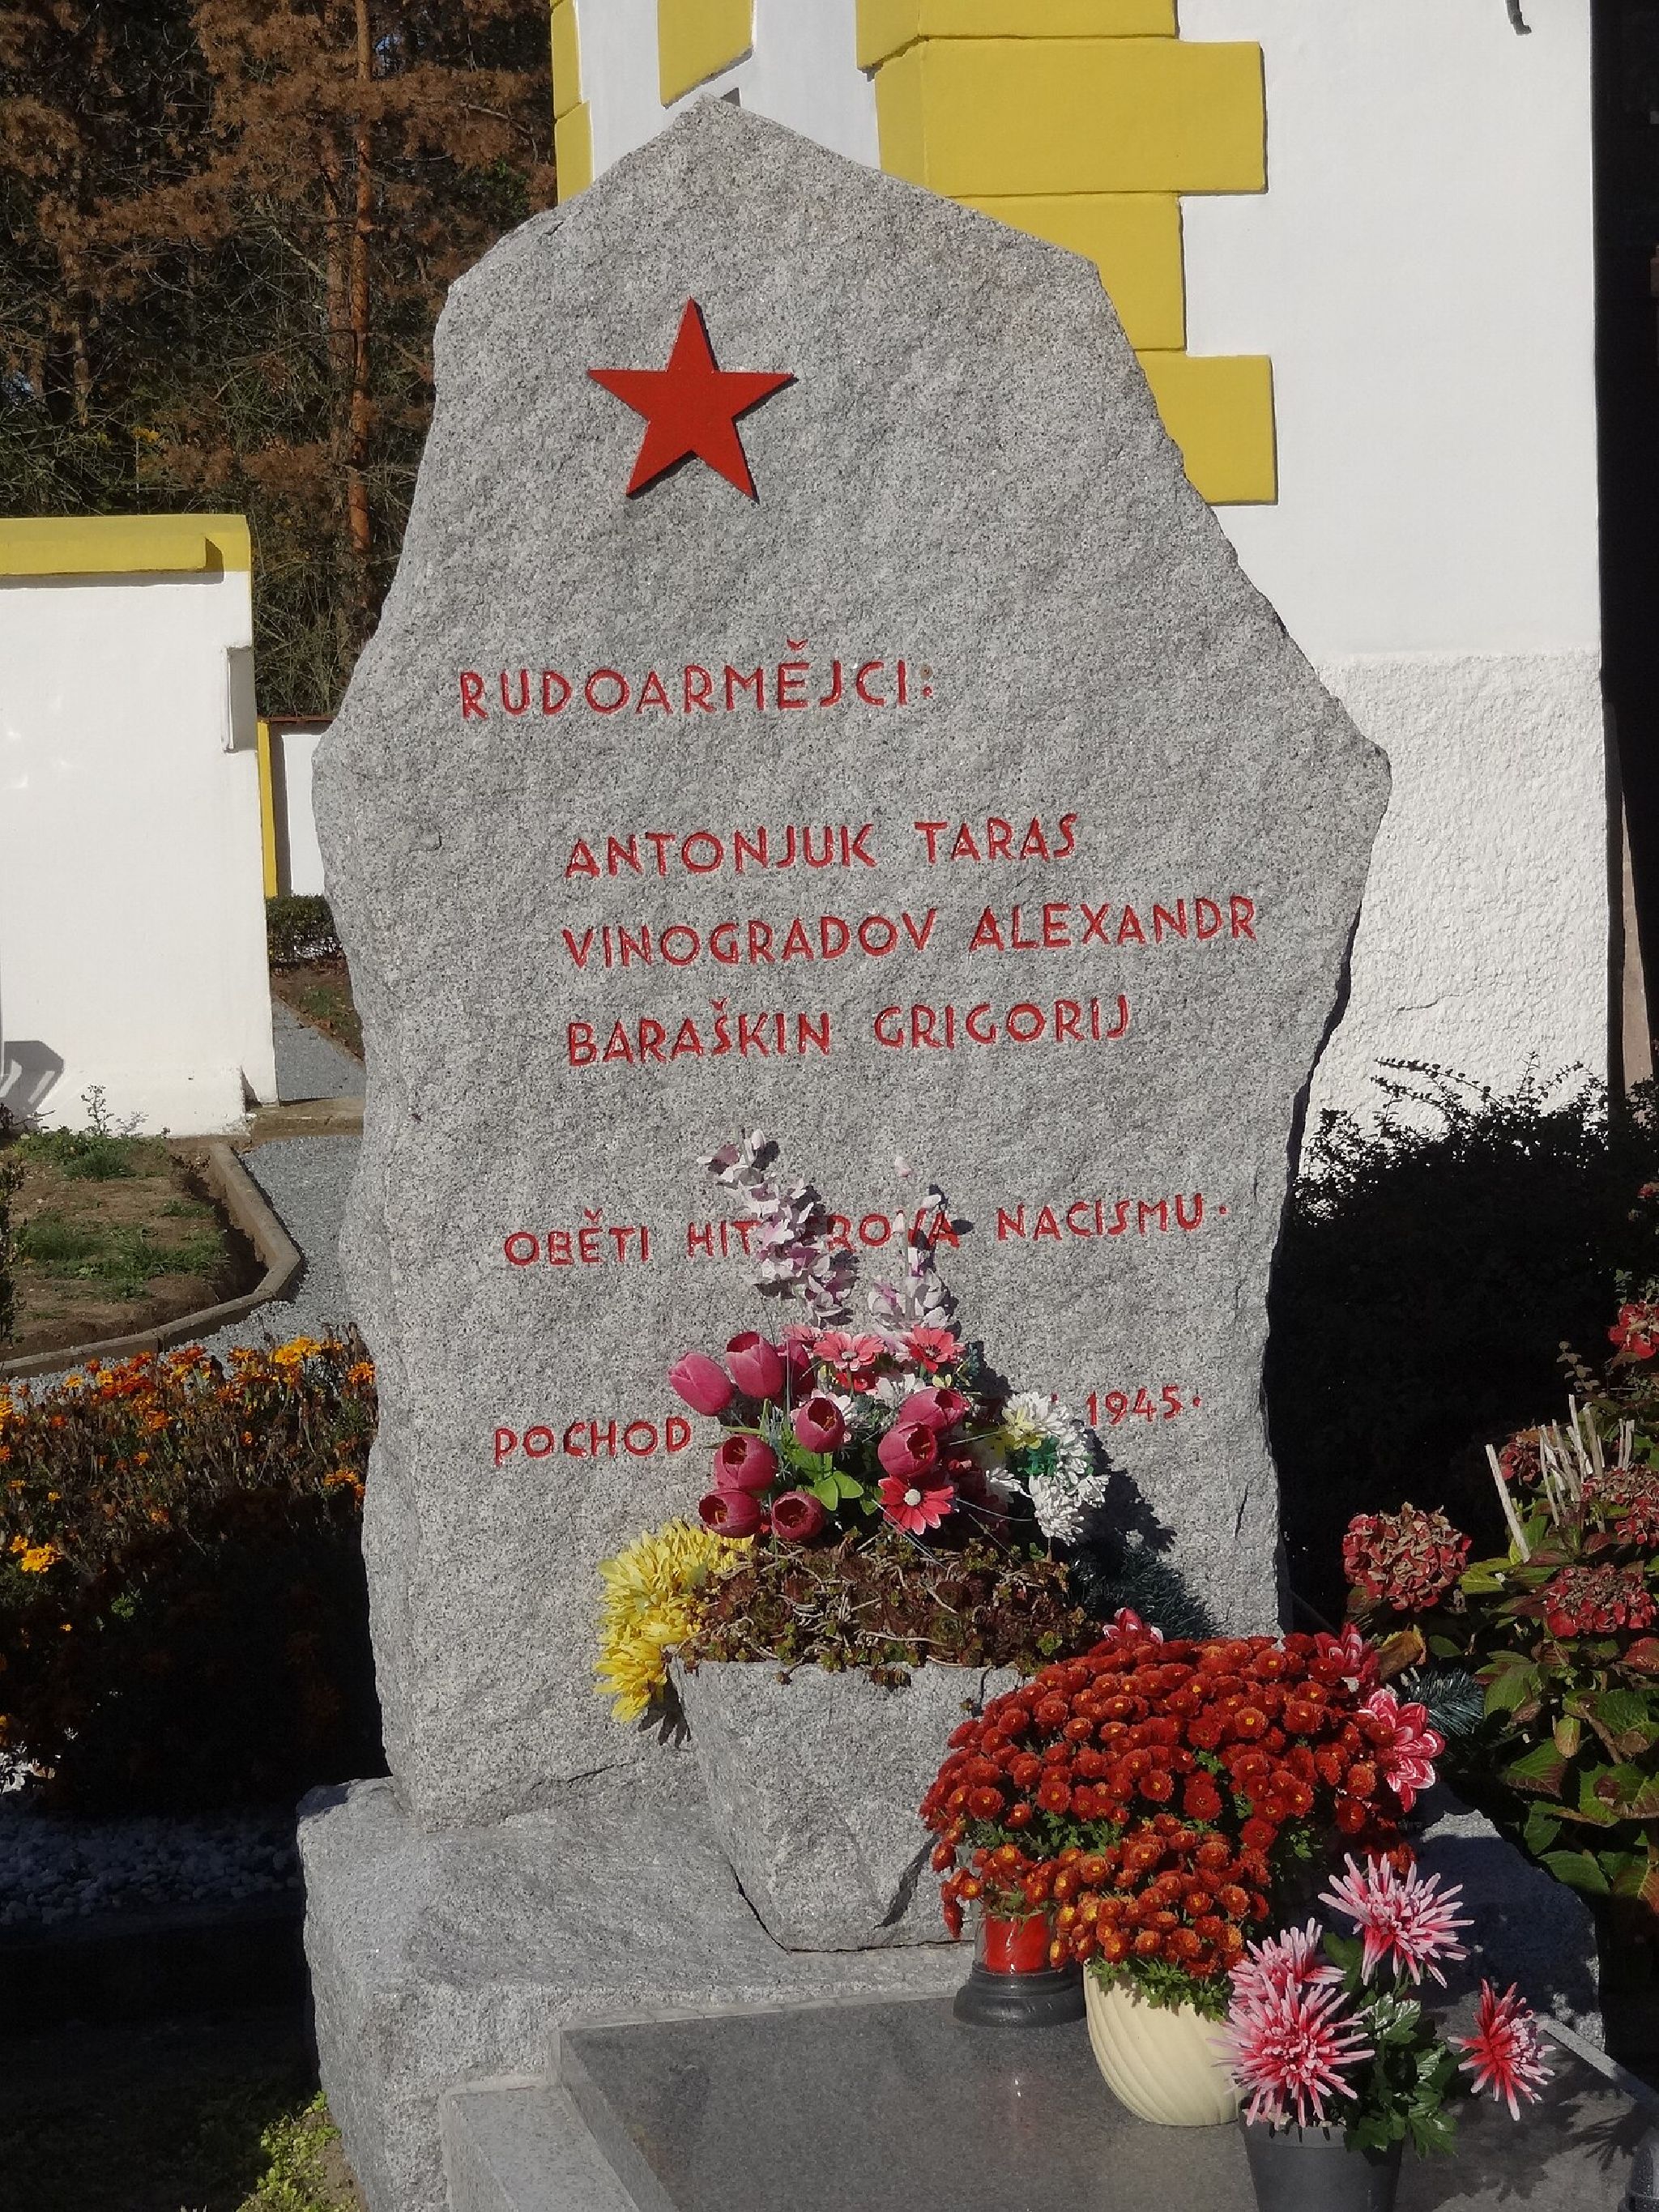 RUDOARMĚJCI:
ANTONJUK TARAS
VINOGRADOV ALEXANDR
BARAŠKIN GRIGORIJ
OBĚTI NACISMU.
POCHOD 1945.